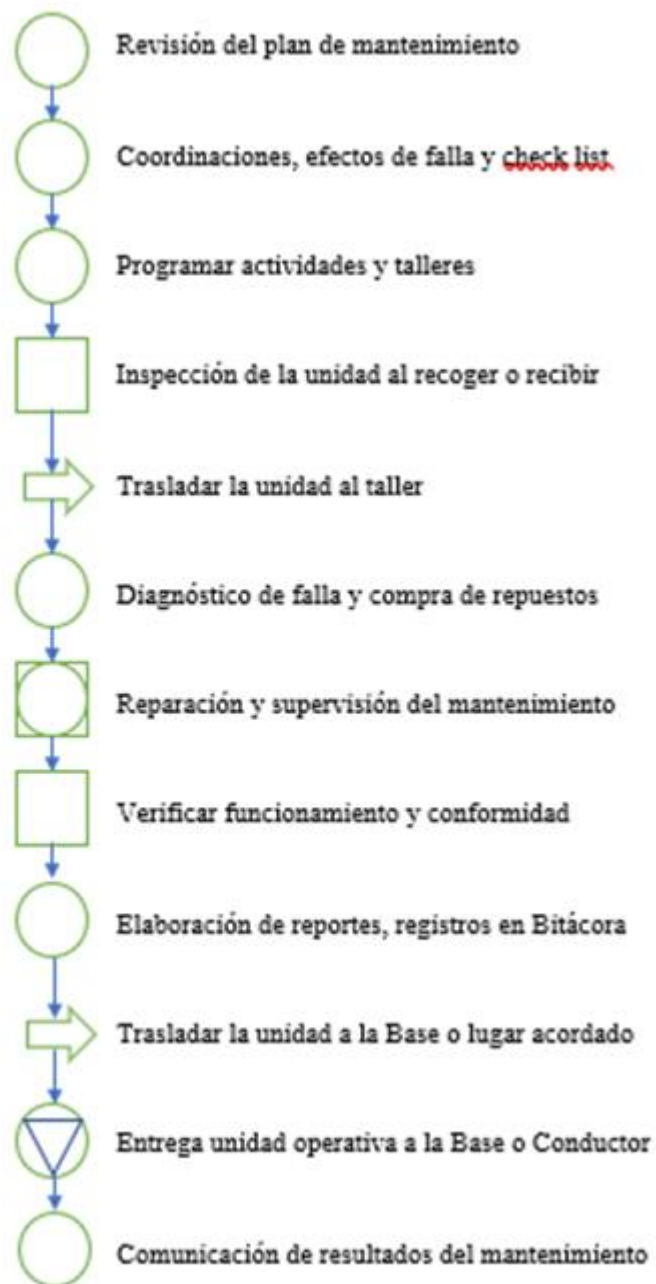 Revisión del plan de mantenimiento
Coordinaciones, efectos de falla y check list
Programar actividades y talleres
Inspección de la unidad al recoger o recibir
Trasladar la unidad al taller
Diagnóstico de falla y compra de repuestos
Reparación y supervisión del mantenimiento
Verificar funcionamiento y conformidad
Elaboración de reportes, registros en Bitácora
Trasladar la unidad a la Base o lugar acordado
Entrega unidad operativa a la Base o Conductor
Comunicación de resultados del mantenimiento